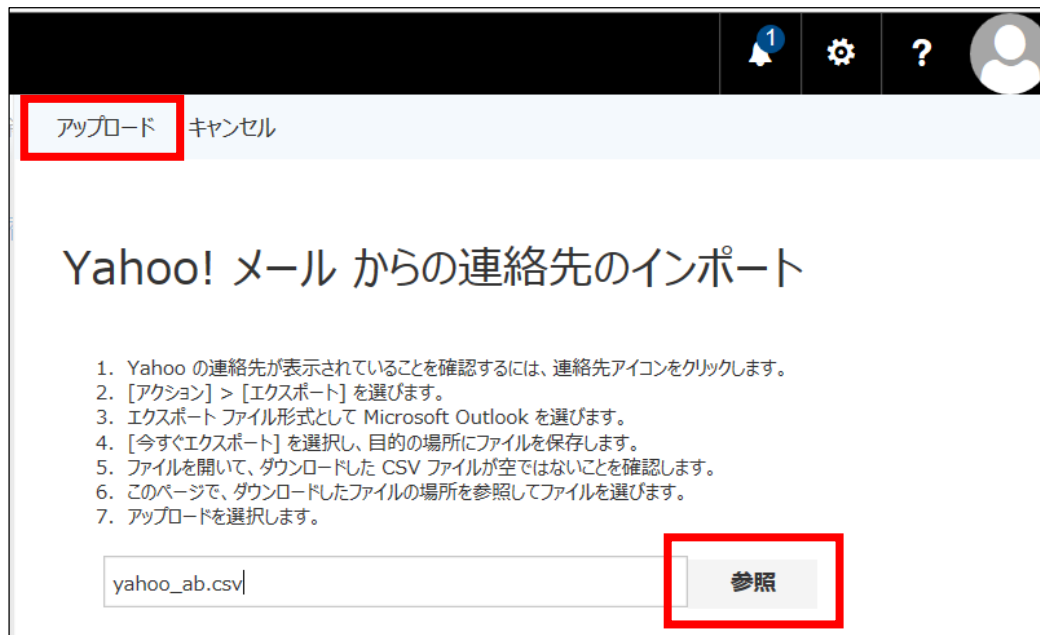 1
?
アップロード キャンセル
Yahoo! メール からの連絡先のインポート
1. Yahoo の連絡先が表示されていることを確認するには、連絡先アイコンをクリックします。
2. [アクション] > [エクスポート] を選びます。
3. エクスポート ファイル形式として Microsoft Outlook を選びます。
4. [今すぐエクスポート] を選択し、目的の場所にファイルを保存します。
5. ファイルを開いて、ダウンロードした CSV ファイルが空ではないことを確認します。
6. このページで、ダウンロードしたファイルの場所を参照してファイルを選びます。
7. アップロードを選択します。
yahoo_ab.csv 参照